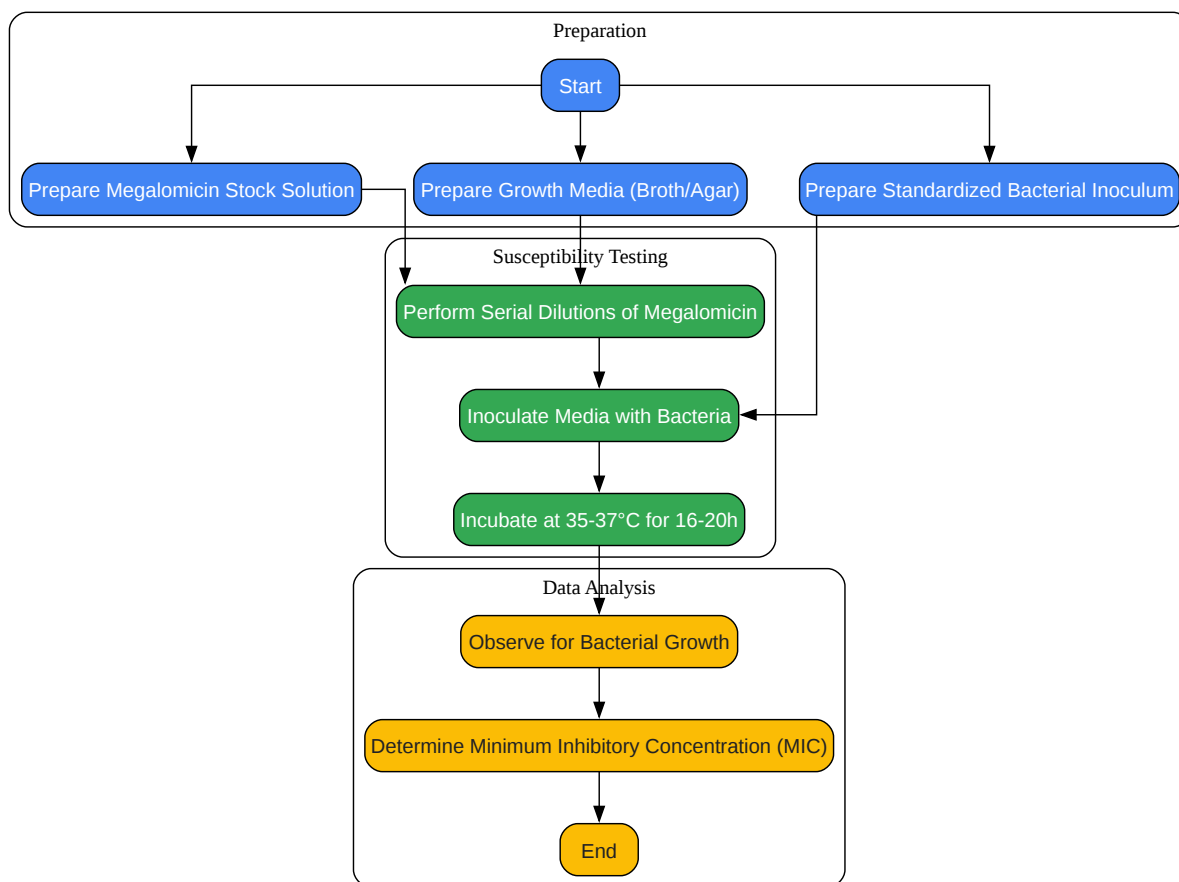 Preparation
Start
Prepare Megalomicin Stock Solution
Prepare Growth Media (Broth/Agar)
Prepare Standardized Bacterial Inoculum
Susceptibility Testing
Perform Serial Dilutions of Megalomicin
Inoculate Media with Bacteria
Incubate at 35-37°C for 16-20h
Data Analysis
Observe for Bacterial Growth
Determine Minimum Inhibitory Concentration (MIC)
End